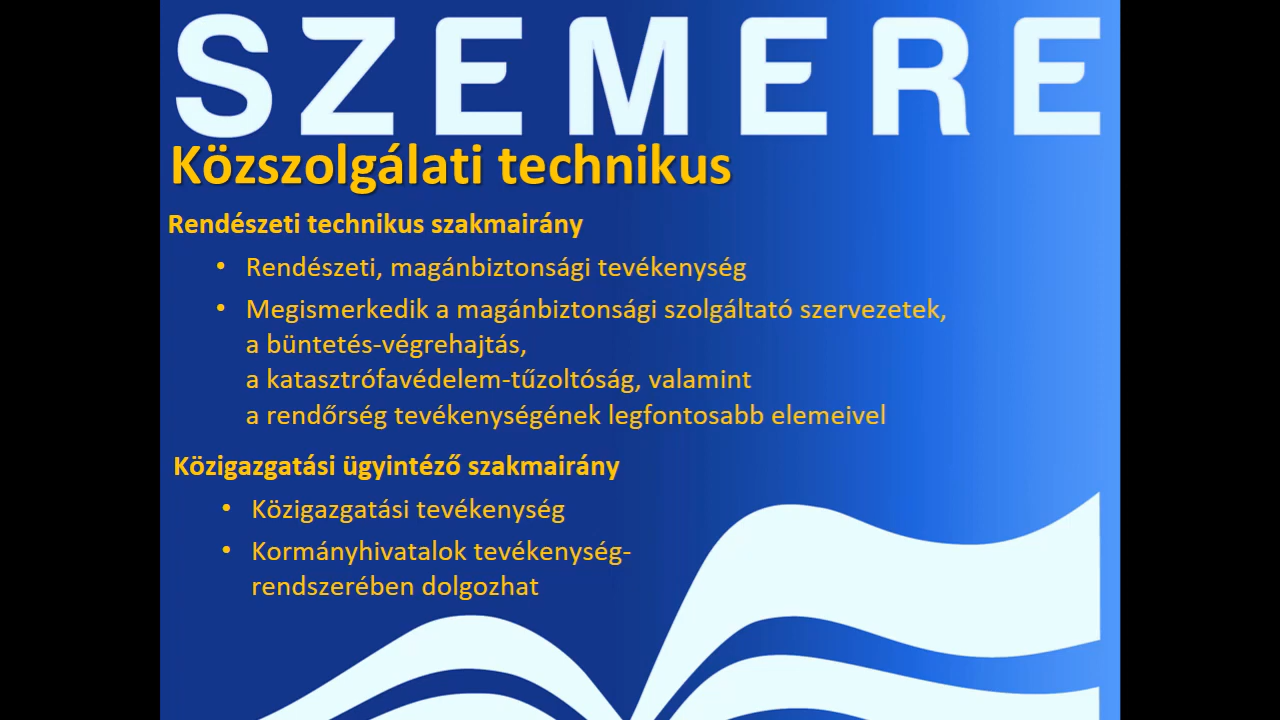 SZEMERE
Közszolgálati technikus
Rendészeti technikus szakmairány
• Rendészeti, magánbiztonsági tevékenység
• Megismerkedik a magánbiztonsági szolgáltató szervezetek,
a büntetés-végrehajtás,
a katasztrófavédelem-tűzoltóság, valamint
a rendőrség tevékenységének legfontosabb elemeivel
Közigazgatási ügyintéző szakmairány
• Közigazgatási tevékenység
• Kormányhivatalok tevékenység-
rendszerében dolgozhat